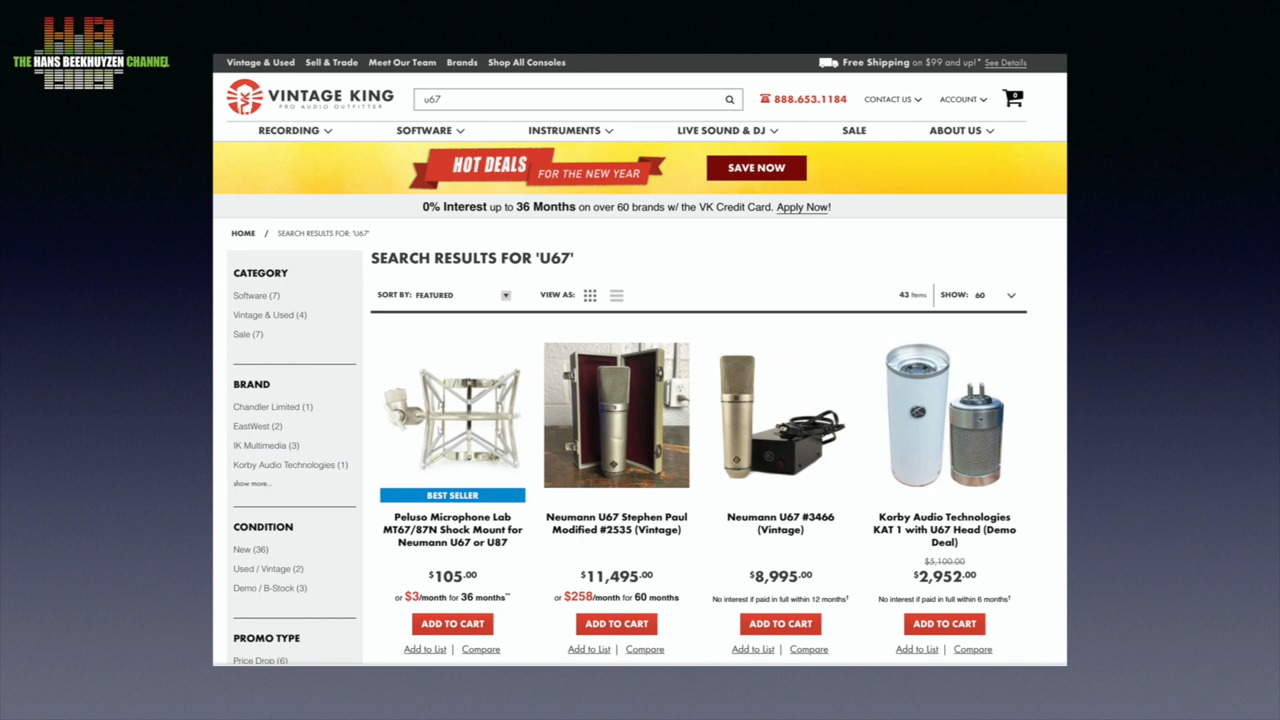 THE HANS BEEKHUYZEN CHANNEL
Vintage & Used Sell & Trade Meet Our Team Brands Shop All Consoles
Free Shipping on $99 and up!* See Details
VINTAGE KING
PRO AUDIO OUTFITTER
u67
888.653.1184
CONTACT US
ACCOUNT
0
RECORDING SOFTWARE INSTRUMENTS LIVE SOUND & DJ SALE ABOUT US
HOT DEALS
FOR THE NEW YEAR
SAVE NOW
0% Interest up to 36 Months on over 60 brands w/ the VK Credit Card. Apply Now!
HOME / SEARCH RESULTS FOR: 'U67'
CATEGORY
Software (7)
Vintage & Used (4)
Sale (7)
BRAND
Chandler Limited (1)
EastWest (2)
IK Multimedia (3)
Korby Audio Technologies (1)
show more...
CONDITION
New (36)
Used / Vintage (2)
Demo / B-Stock (3)
PROMO TYPE
Price Drop (6)
SEARCH RESULTS FOR 'U67'
SORT BY: FEATURED
VIEW AS:
43 Items
SHOW: 60
BEST SELLER
Peluso Microphone Lab
MT67/87N Shock Mount for
Neumann U67 or U87
$105.00
or $3/month for 36 months**
ADD TO CART
Add to List | Compare
Neumann U67 Stephen Paul
Modified #2535 (Vintage)
$11,495.00
or $258/month for 60 months
ADD TO CART
Add to List | Compare
Neumann U67 #3466
(Vintage)
$8,995.00
No interest if paid in full within 12 months†
ADD TO CART
Add to List | Compare
Korby Audio Technologies
KAT 1 with U67 Head (Demo
Deal)
$5,100.00
$2,952.00
No interest if paid in full within 6 months†
ADD TO CART
Add to List | Compare